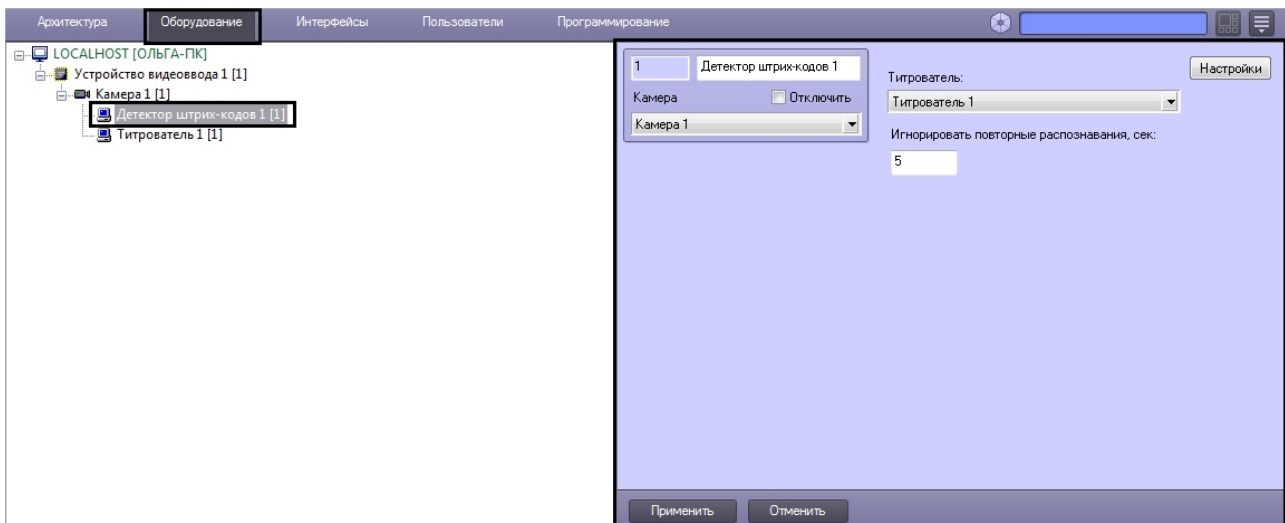 Архитектура Оборудование Интерфейсы Пользователи Программирование
LOCALHOST [ОЛЬГА-ПК]
Устройство видеоввода 1 [1]
Камера 1 [1]
Детектор штрих-кодов 1 [1]
Титрователь 1 [1]
1 Детектор штрих-кодов 1
Камера Отключить
Камера 1
Титрователь:
Настройки
Титрователь 1
Игнорировать повторные распознавания, сек:
5
Применить Отменить